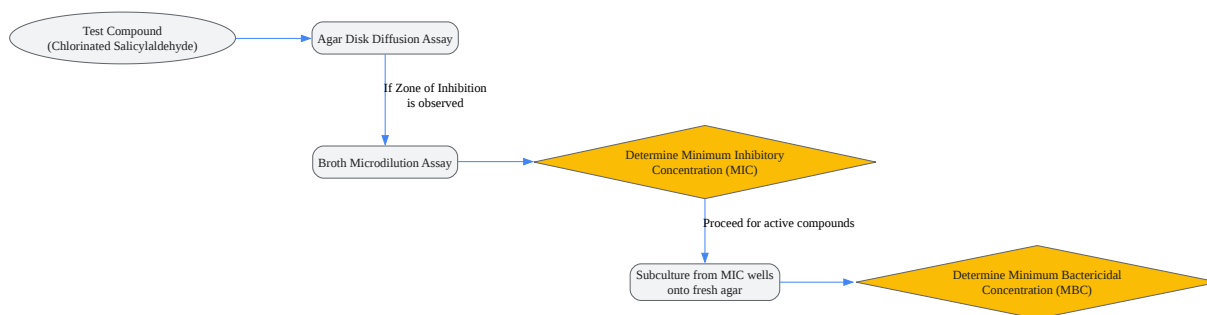 Test Compound
(Chlorinated Salicylaldehyde)
Agar Disk Diffusion Assay
If Zone of Inhibition
is observed
Broth Microdilution Assay
Determine Minimum Inhibitory
Concentration (MIC)
Proceed for active compounds
Subculture from MIC wells
onto fresh agar
Determine Minimum Bactericidal
Concentration (MBC)